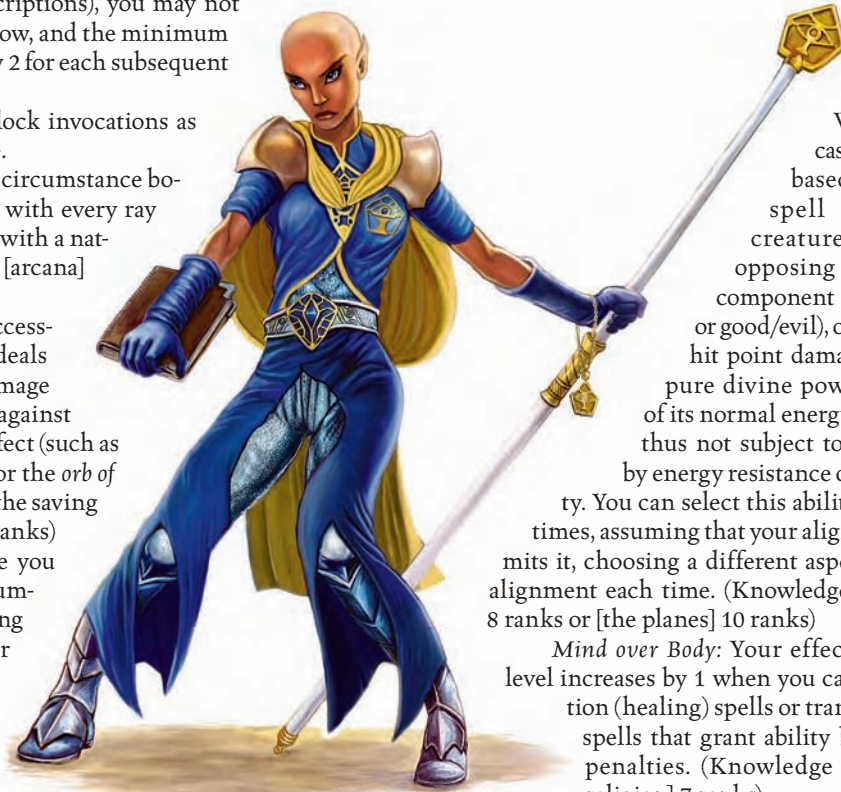 criptions), you may not
ow, and the minimum
y 2 for each subsequent
lock invocations as
.
circumstance bo-
with every ray
with a nat-
[arcana]
ccess-
deals
mage
against
fect (such as
or the orb of
the saving
anks)
e you
um-
ng
r
V
cas
based
spell
creature
opposing
component
or good/evil), o
hit point dama
pure divine pow
of its normal energy
thus not subject to
by energy resistance o
ty. You can select this abilit
times, assuming that your alig
mits it, choosing a different aspe
alignment each time. (Knowledge
8 ranks or [the planes] 10 ranks)
Mind over Body: Your effec
level increases by 1 when you ca
tion (healing) spells or tran
spells that grant ability b
penalties. (Knowledge